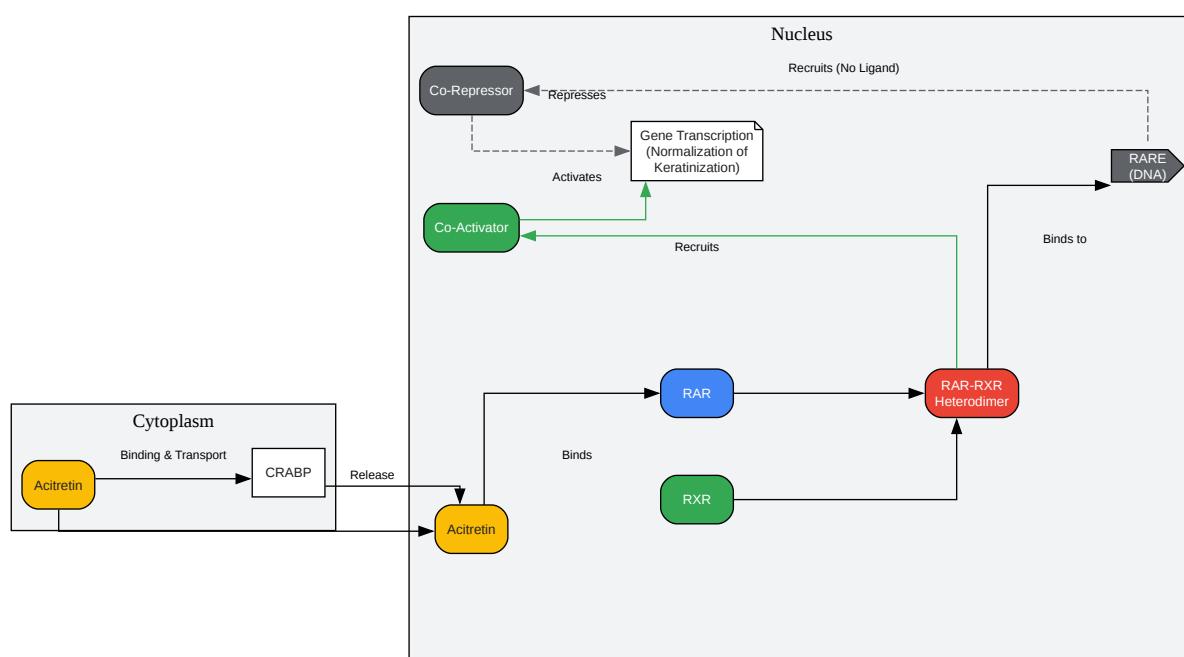 Nucleus
Recruits (No Ligand)
Co-Repressor
Represses
Gene Transcription
(Normalization of
Keratinization)
RARE
(DNA)
Activates
Co-Activator
Recruits
Binds to
RAR
RAR-RXR
Heterodimer
Cytoplasm
Binding & Transport
Binds
CRABP
Release
Acitretin
RXR
Acitretin